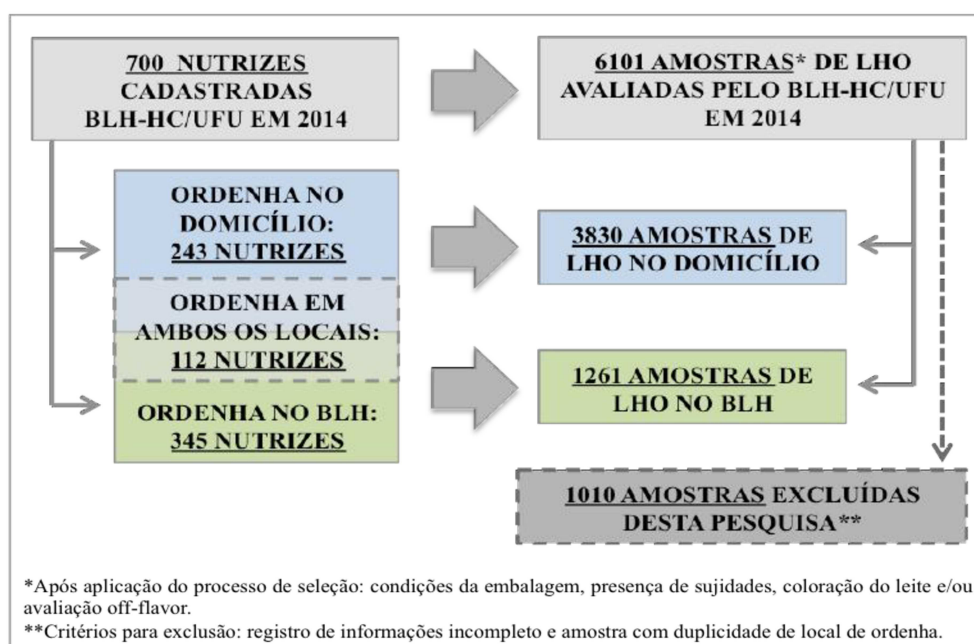 700 NUTRIZES
CADASTRADAS
BLH-HC/UFU EM 2014
6101 AMOSTRAS* DE LHO
AVALIADAS PELO BLH-HC/UFU
EM 2014
ORDENHA NO
DOMICÍLIO:
243 NUTRIZES
3830 AMOSTRAS DE
LHO NO DOMICÍLIO
ORDENHA EM
AMBOS OS LOCAIS:
112 NUTRIZES
ORDENHA NO BLH:
345 NUTRIZES
1261 AMOSTRAS DE
LHO NO BLH
1010 AMOSTRAS EXCLUÍDAS
DESTA PESQUISA**
*Após aplicação do processo de seleção: condições da embalagem, presença de sujidades, coloração do leite e/ou
avaliação off-flavor.
**Critérios para exclusão: registro de informações incompleto e amostra com duplicidade de local de ordenha.